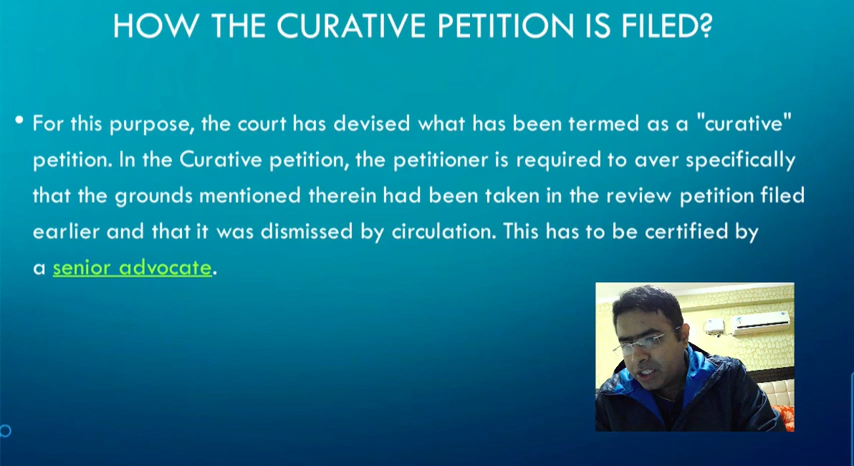 HOW THE CURATIVE PETITION IS FILED?
• For this purpose, the court has devised what has been termed as a "curative"
petition. In the Curative petition, the petitioner is required to aver specifically
that the grounds mentioned therein had been taken in the review petition filed
earlier and that it was dismissed by circulation. This has to be certified by
a senior advocate.